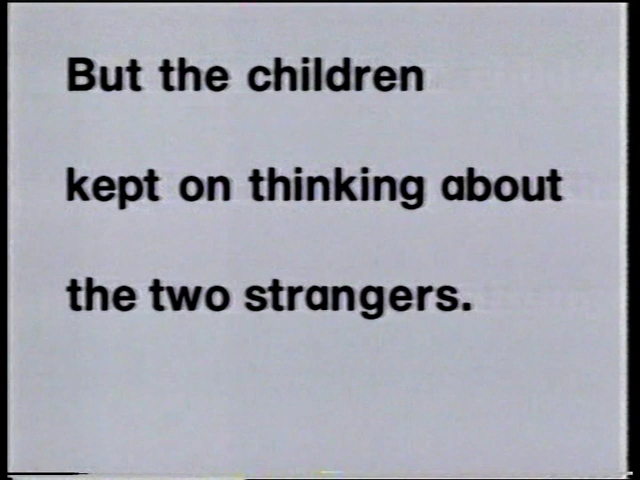 But the children
kept on thinking about
the two strangers.